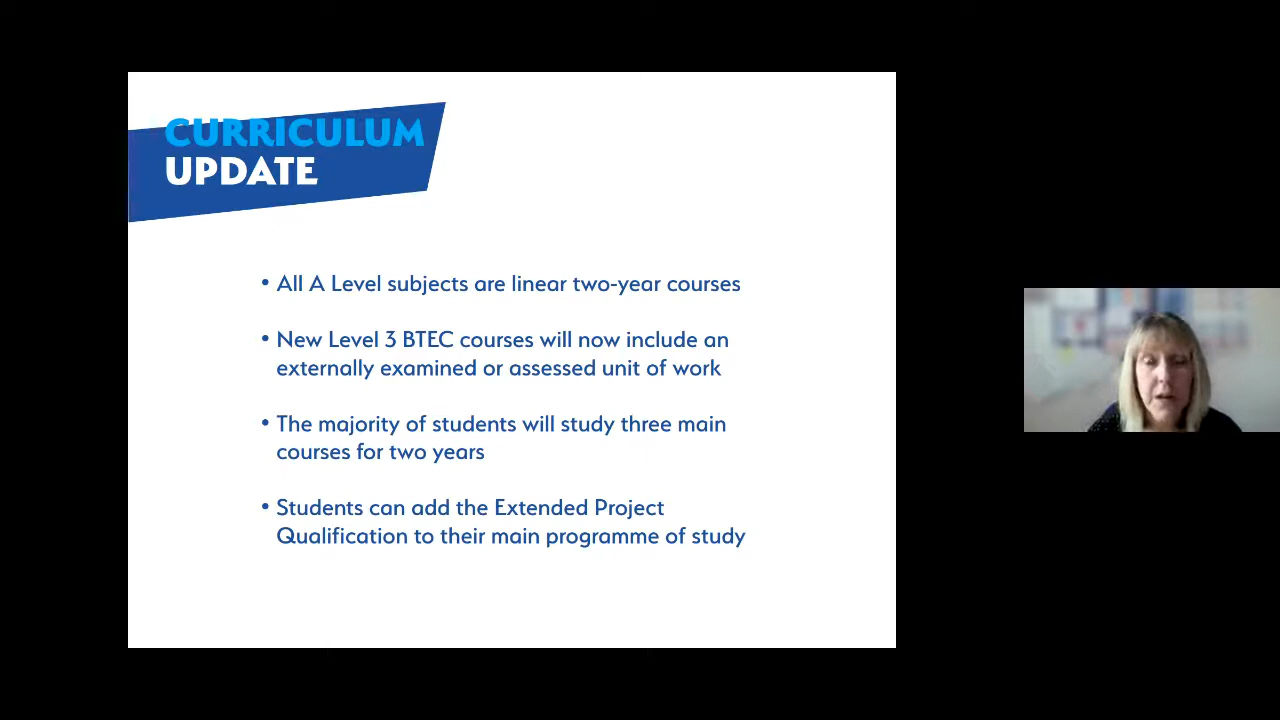 CURRICULUM
UPDATE
• All A Level subjects are linear two-year courses
• New Level 3 BTEC courses will now include an
externally examined or assessed unit of work
• The majority of students will study three main
courses for two years
• Students can add the Extended Project
Qualification to their main programme of study